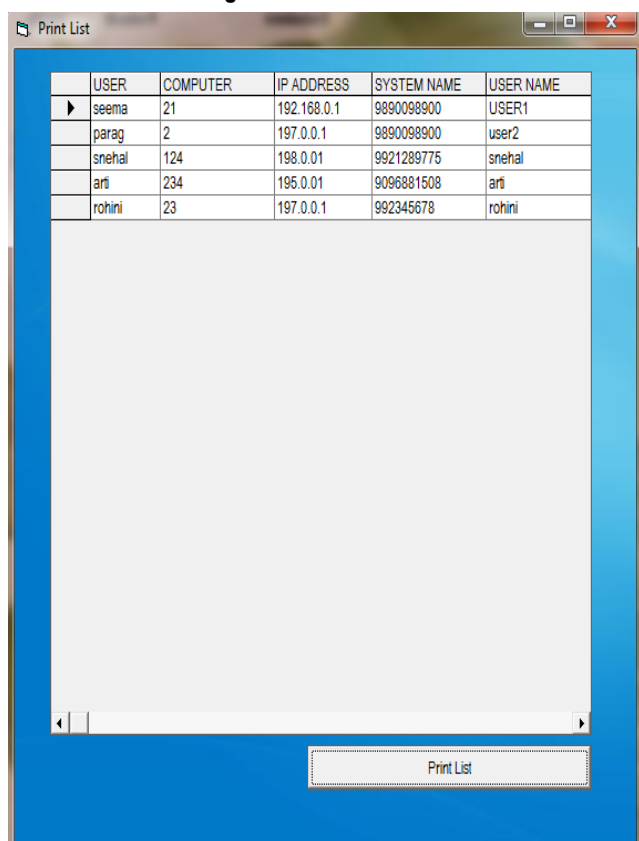 Print List
USER COMPUTER IP ADDRESS SYSTEM NAME USER NAME
seema 21 192.168.0.1 9890098900 USER1
parag 2 197.0.0.1 9890098900 user2
snehal 124 198.0.01 9921289775 snehal
arti 234 195.0.01 9096881508 arti
rohini 23 197.0.0.1 992345678 rohini
Print List